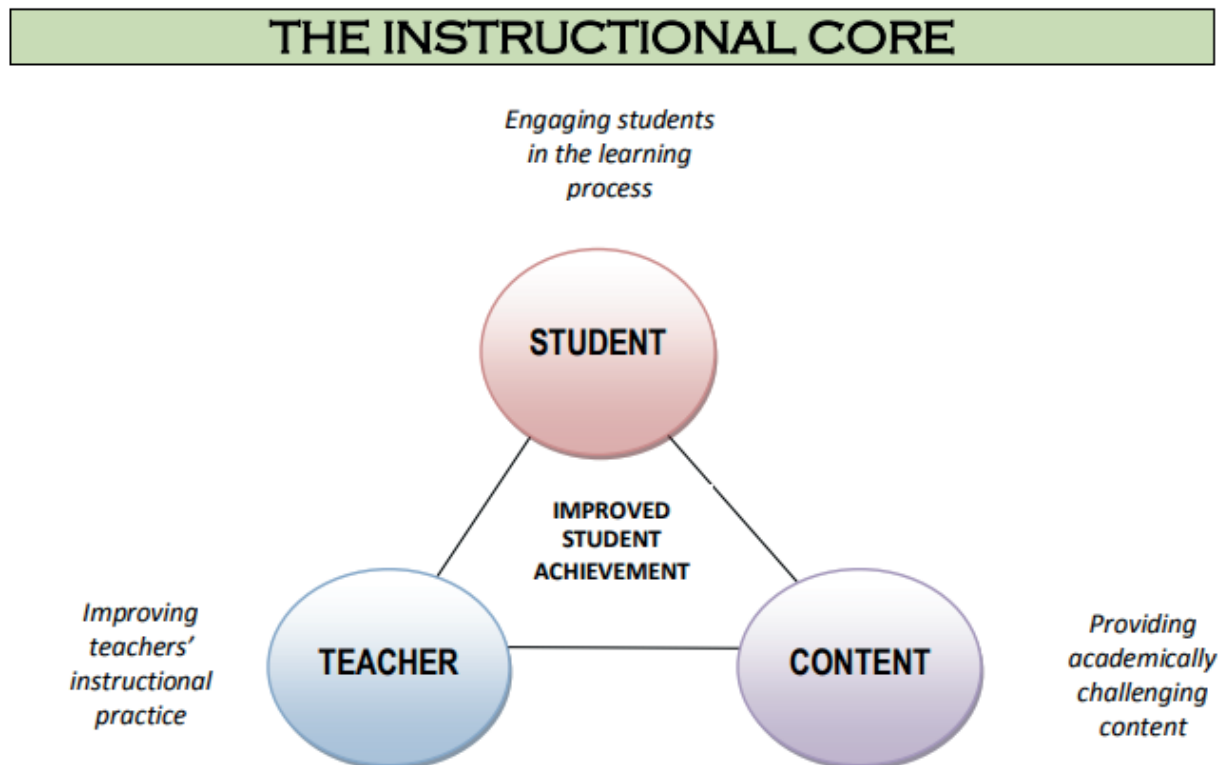 THE INSTRUCTIONAL CORE
Engaging students
in the learning
process
STUDENT
IMPROVED
STUDENT
ACHIEVEMENT
Improving
teachers’
instructional
practice
TEACHER
CONTENT
Providing
academically
challenging
content